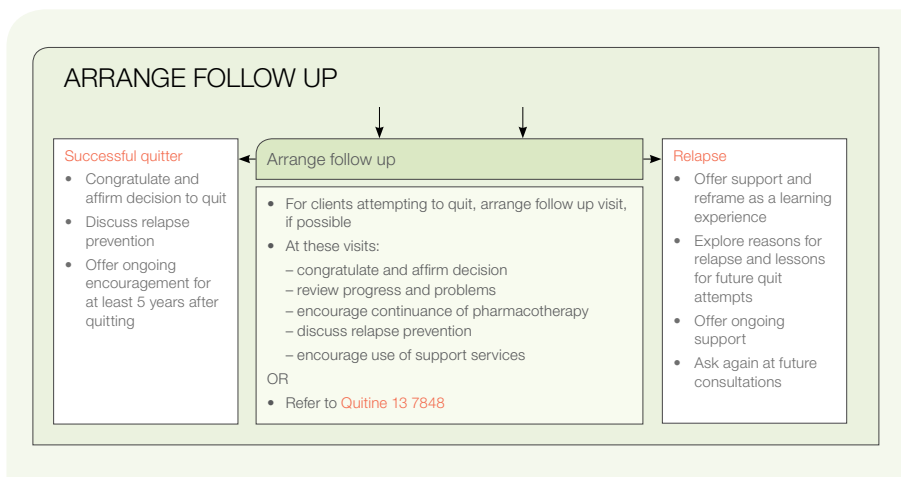 ARRANGE FOLLOW UP
Successful quitter
• Congratulate and
affirm decision to quit
• Discuss relapse
prevention
• Offer ongoing
encouragement for
at least 5 years after
quitting
Arrange follow up
• For clients attempting to quit, arrange follow up visit,
if possible
• At these visits:
– congratulate and affirm decision
– review progress and problems
– encourage continuance of pharmacotherapy
– discuss relapse prevention
– encourage use of support services
OR
• Refer to Quitine 13 7848
Relapse
• Offer support and
reframe as a learning
experience
• Explore reasons for
relapse and lessons
for future quit
attempts
• Offer ongoing
support
• Ask again at future
consultations